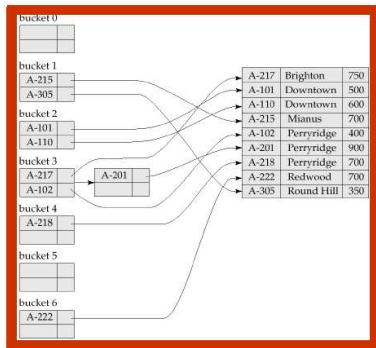 bucket 0
bucket 1
A-215
A-305
bucket 2
A-101
A-110
bucket 3
A-217
A-102
A-201
bucket 4
A-218
bucket 5
bucket 6
A-222
A-217 Brighton 750
A-101 Downtown 500
A-110 Downtown 600
A-215 Mianus 700
A-102 Perryridge 400
A-201 Perryridge 900
A-218 Perryridge 700
A-222 Redwood 700
A-305 Round Hill 350